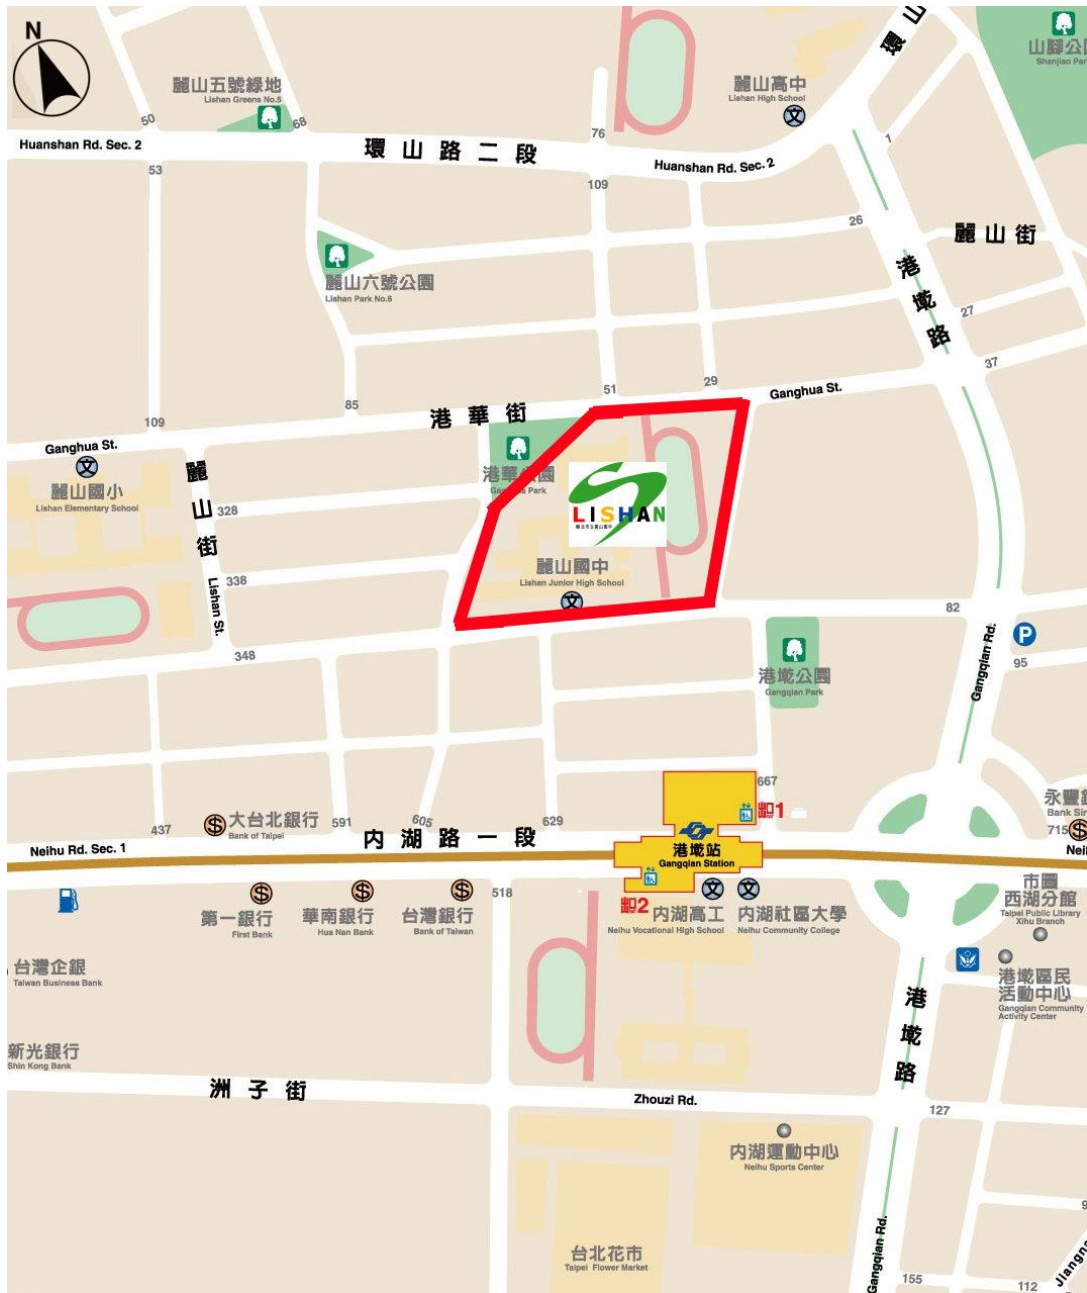 N
環山
山腳公園
Shanjiao Par
麗山五號綠地
Lishan Greens No.5
麗山高中
Lishan High School
50
68
76
1
Huanshan Rd. Sec. 2
環山路二段
Huanshan Rd. Sec. 2
53
109
26
麗山街
麗山六號公園
Lishan Park No.6
港墘路
27
37
51
29
85
Ganghua St.
港華街
109
Ganghua St.
麗山國小
Lishan Elementary School
麗山街
328
港華公園
Ganghua Park
LISHAN
338
Lishan St.
麗山國中
Lishan Junior High School
82
348
Gangqian Rd.
P
95
港墘公園
Gangqian Park
667
出口1
437
大台北銀行
Bank of Taipei
591
605
629
永豐銀
Bank Sin
715
Neihu Rd. Sec. 1
內湖路一段
港墘站
Gangqian Station
Nei
出口2
518
第一銀行
First Bank
華南銀行
Hua Nan Bank
台灣銀行
Bank of Taiwan
內湖高工
Neihu Vocational High School
內湖社區大學
Neihu Community College
市圖
西湖分館
Taipei Public Library
Xihu Branch
台灣企銀
Taiwan Business Bank
港墘區民
活動中心
Gangqian Community
Activity Center
港墘路
新光銀行
Shin Kong Bank
洲子街
Zhouzi Rd.
127
內湖運動中心
Neihu Sports Center
台北花市
Taipei Flower Market
Gangqian Rd.
155
112
9
Jiangn